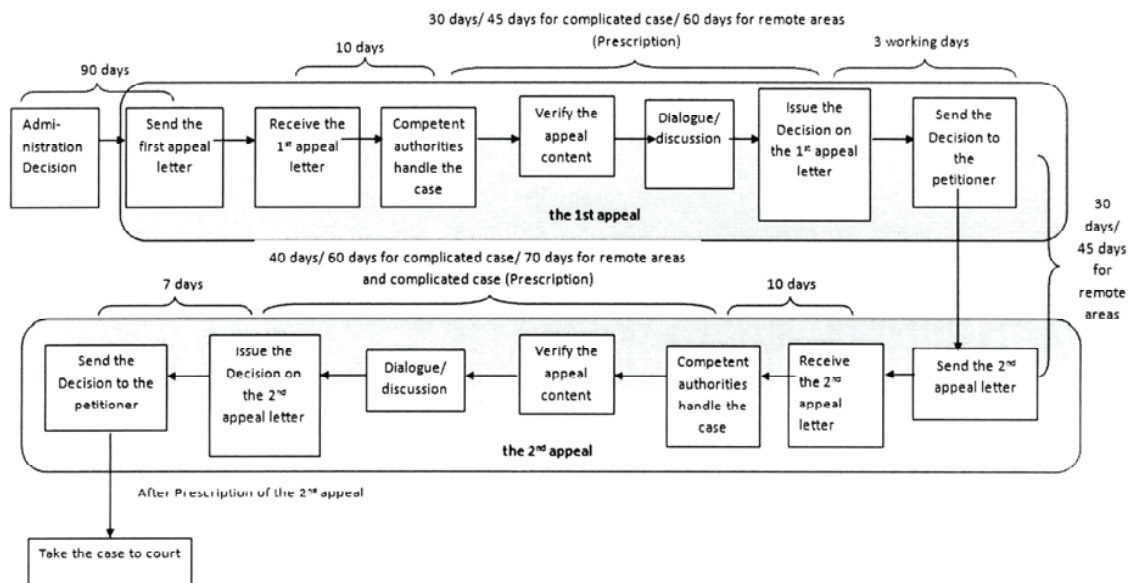 30 days/ 45 days for complicated case/ 60 days for remote areas
(Prescription)
10 days
3 working days
90 days
Admi-
nistration
Decision
Send the
first appeal
letter
Receive the
1st appeal
letter
Competent
authorities
handle the
case
Verify the
appeal
content
Dialogue/
discussion
Issue the
Decision on
the 1st appeal
letter
Send the
Decision to
the
petitioner
the 1st appeal
30
days/
45 days
for
remote
areas
40 days/ 60 days for complicated case/ 70 days for remote areas
and complicated case (Prescription)
7 days
10 days
Send the
Decision to the
petitioner
Issue the
Decision on
the 2nd
appeal letter
Dialogue/
discussion
Verify the
appeal
content
Competent
authorities
handle the
case
Receive
the 2nd
appeal
letter
Send the 2nd
appeal letter
the 2nd appeal
After Prescription of the 2nd appeal
Take the case to court